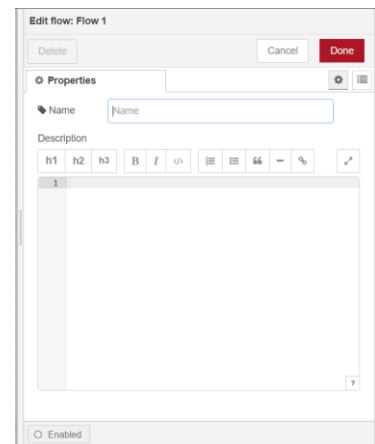 Edit flow: Flow 1
Delete Cancel Done
Properties
Name Name
Description
h1 h2 h3 B I </> “ – 
1
?
Enabled